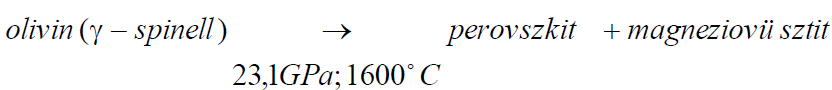 olivin (γ − spinell) → perovszkit + magneziovü sztit
23,1GPa; 1600° C